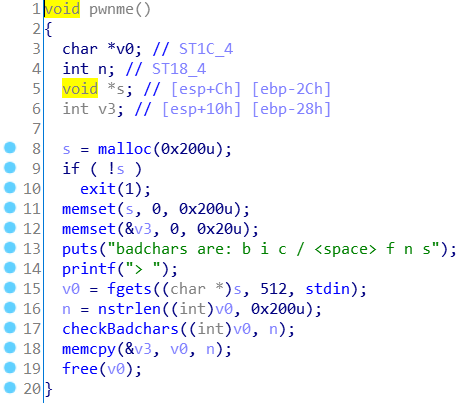 1 void pwnme()
2 {
3 char *v0; // ST1C_4
4 int n; // ST18_4
5 void *s; // [esp+Ch] [ebp-2Ch]
6 int v3; // [esp+10h] [ebp-28h]
7
8 s = malloc(0x200u);
9 if ( !s )
10 exit(1);
11 memset(s, 0, 0x200u);
12 memset(&v3, 0, 0x20u);
13 puts("badchars are: b i c / <space> f n s");
14 printf("> ");
15 v0 = fgets((char *)s, 512, stdin);
16 n = nstrlen((int)v0, 0x200u);
17 checkBadchars((int)v0, n);
18 memcpy(&v3, v0, n);
19 free(v0);
20 }